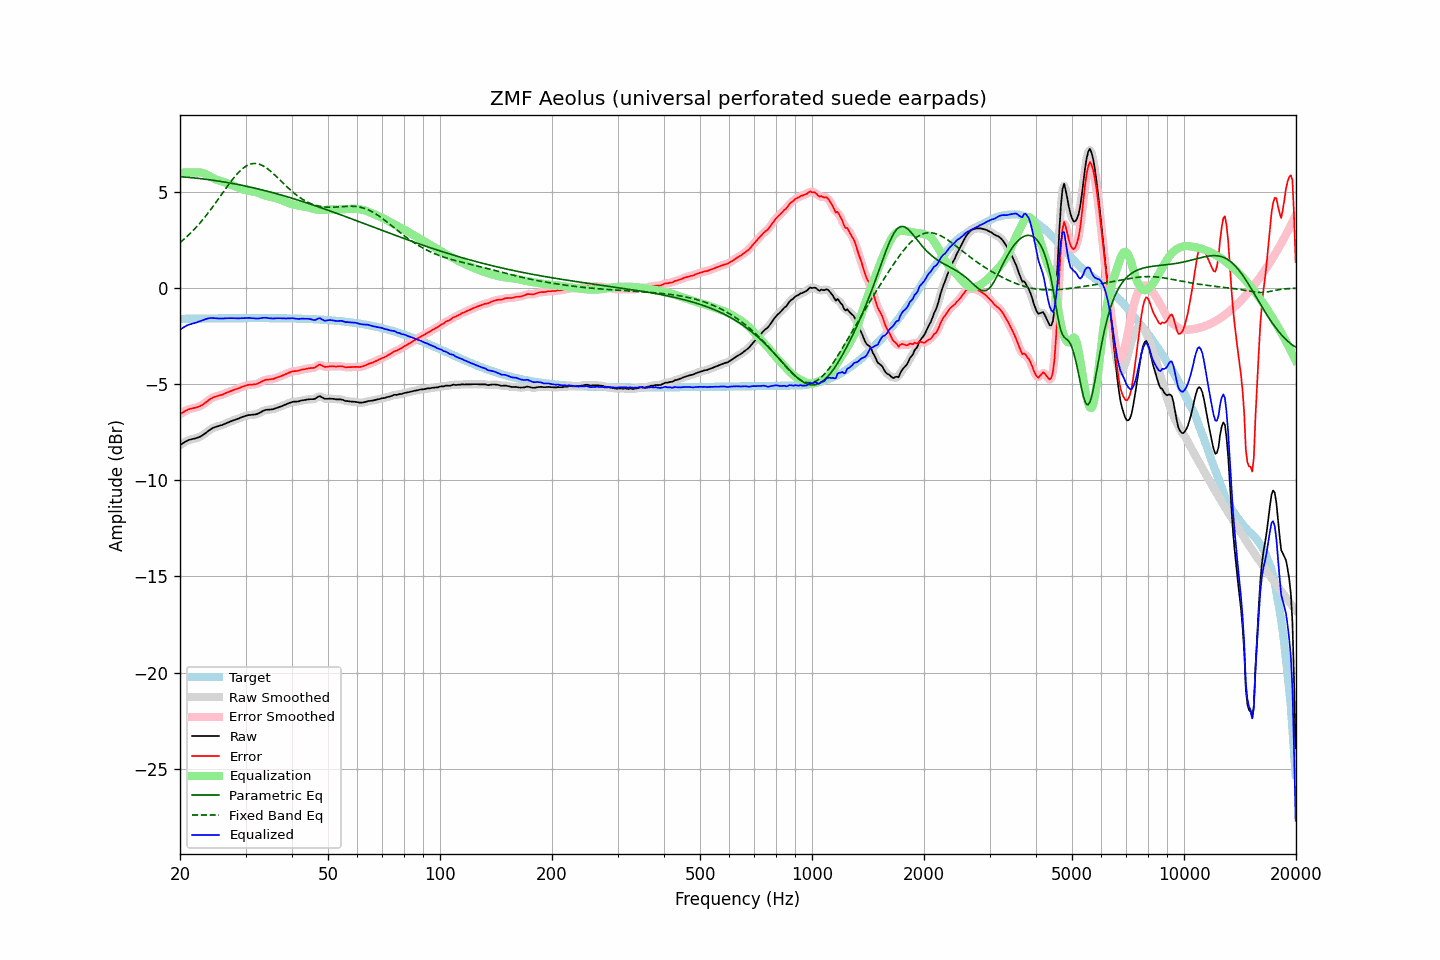 ZMF Aeolus (universal perforated suede earpads)
5
0
−5
−10
−15
−20
−25
Amplitude (dBr)
Target
Raw Smoothed
Error Smoothed
Raw
Error
Equalization
Parametric Eq
Fixed Band Eq
Equalized
20 50 100 200 500 1000 2000 5000 10000 20000
Frequency (Hz)